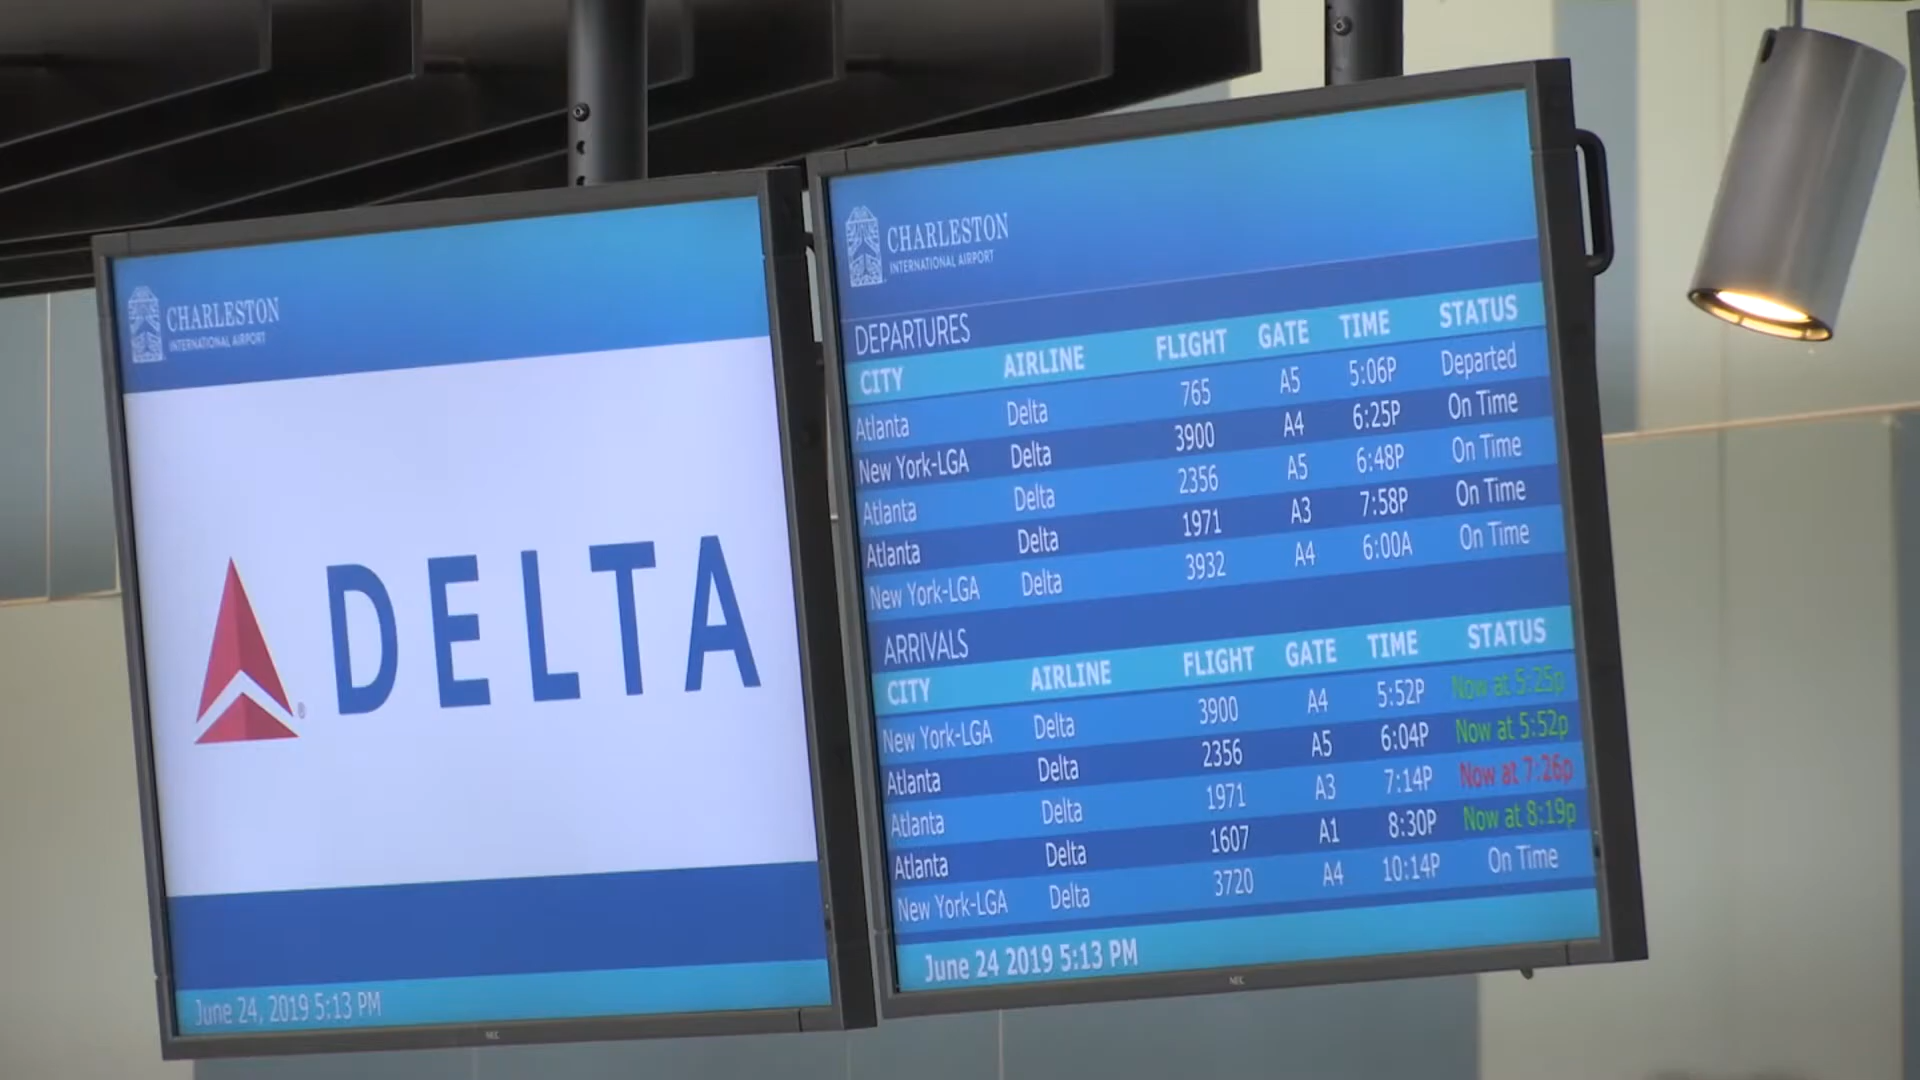 CHARLESTON
INTERNATIONAL AIRPORT
DELTA
June 24, 2019 5:13 PM
NEC
CHARLESTON
INTERNATIONAL AIRPORT
DEPARTURES
CITY AIRLINE FLIGHT GATE TIME STATUS
Atlanta Delta 765 A5 5:06P Departed
New York-LGA Delta 3900 A4 6:25P On Time
Atlanta Delta 2356 A5 6:48P On Time
Atlanta Delta 1971 A3 7:58P On Time
New York-LGA Delta 3932 A4 6:00A On Time
ARRIVALS
CITY AIRLINE FLIGHT GATE TIME STATUS
New York-LGA Delta 3900 A4 5:52P Now at 5:25p
Atlanta Delta 2356 A5 6:04P Now at 5:52p
Atlanta Delta 1971 A3 7:14P Now at 7:26p
Atlanta Delta 1607 A1 8:30P Now at 8:19p
New York-LGA Delta 3720 A4 10:14P On Time
June 24 2019 5:13 PM
NEC